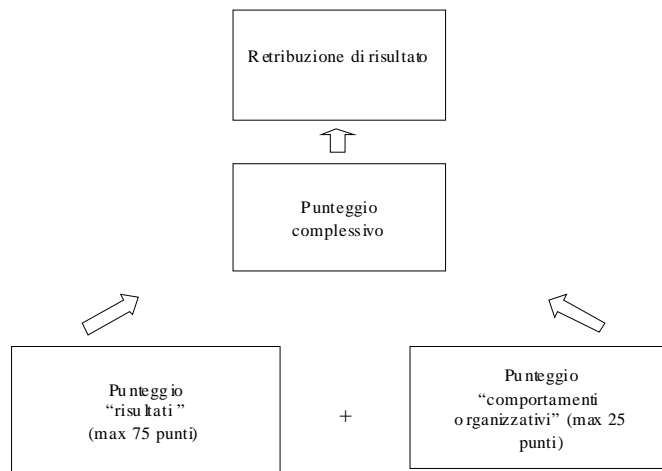 Retribuzione di risultato
Punteggio
complessivo
Punteggio
“risultati”
(max 75 punti)
+
Punteggio
“comportamenti
organizzativi” (max 25
punti)